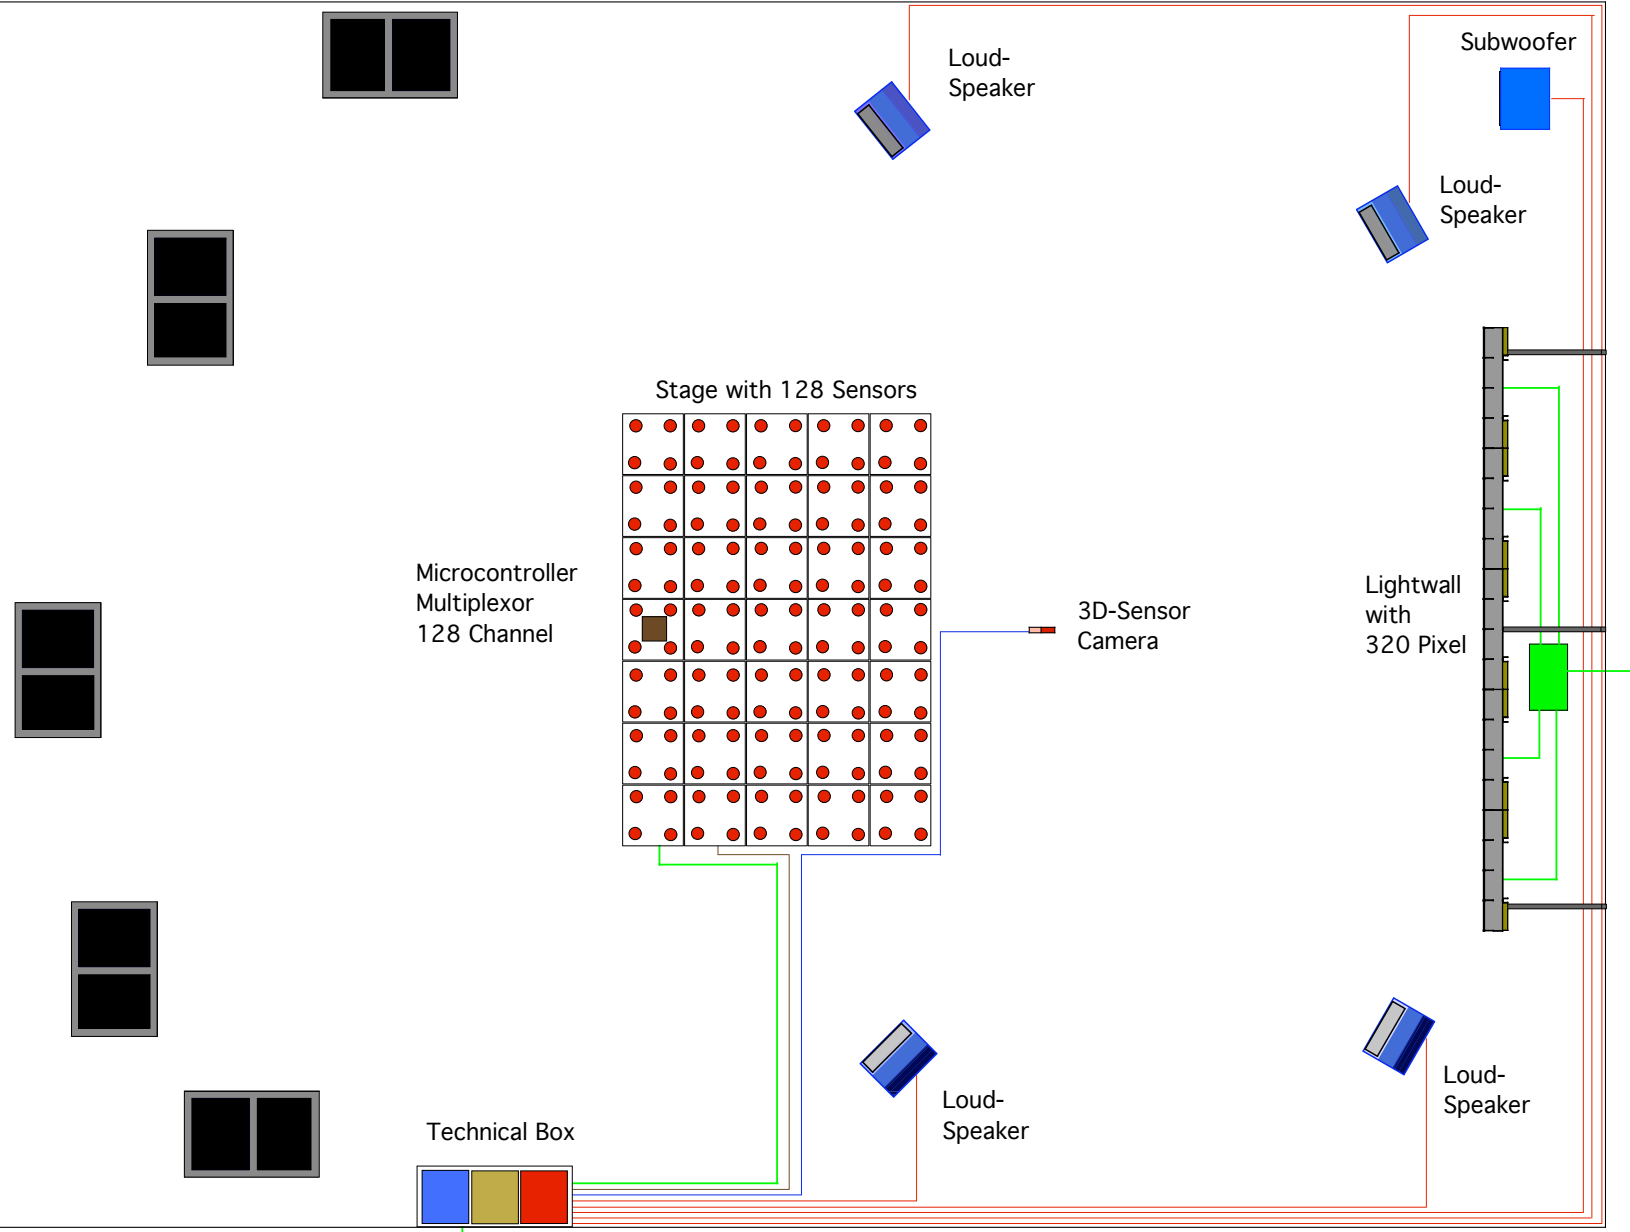 Subwoofer
Loud-
Speaker
Loud-
Speaker
Stage with 128 Sensors
Microcontroller
Multiplexor
128 Channel
3D-Sensor
Camera
Lightwall
with
320 Pixel
Loud-
Speaker
Loud-
Speaker
Technical Box